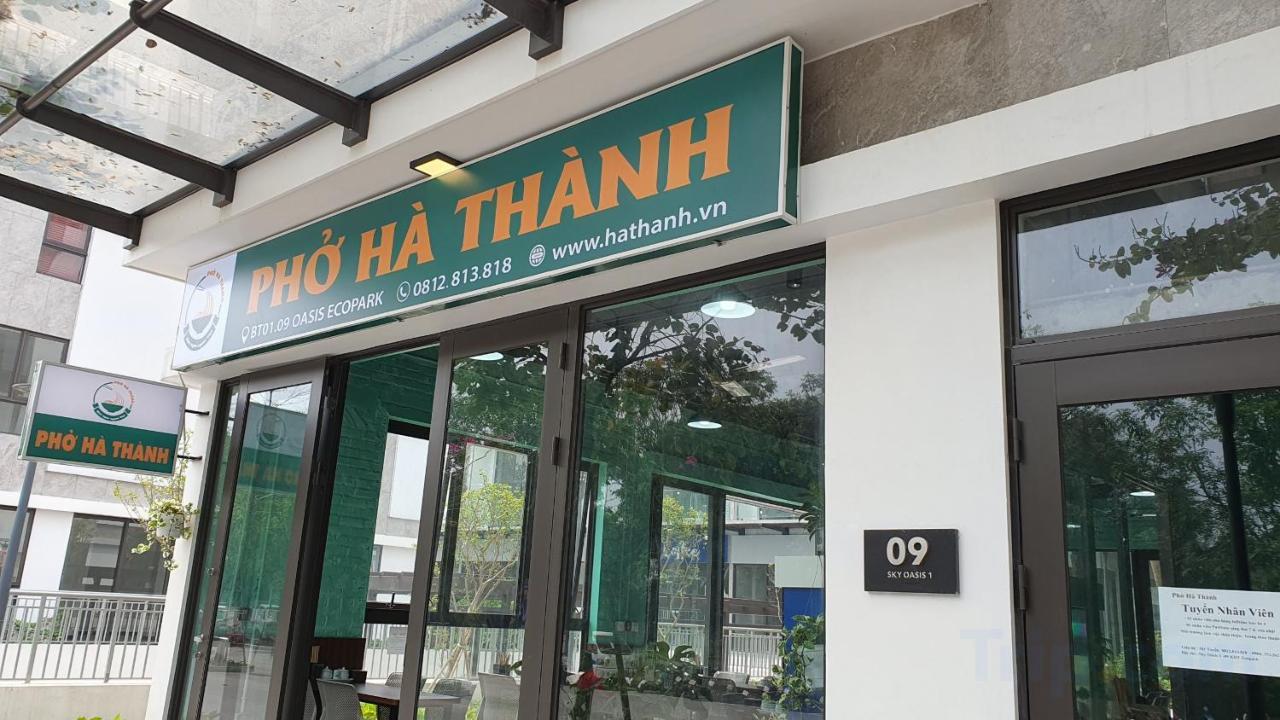 PHỞ HÀ THÀNH
BT01.09 OASIS ECOPARK 0812.813.818 www.hathanh.vn
PHỞ HÀ THÀNH
09
SKY OASIS 1
Phở Hà Thành
Tuyển Nhân Viên